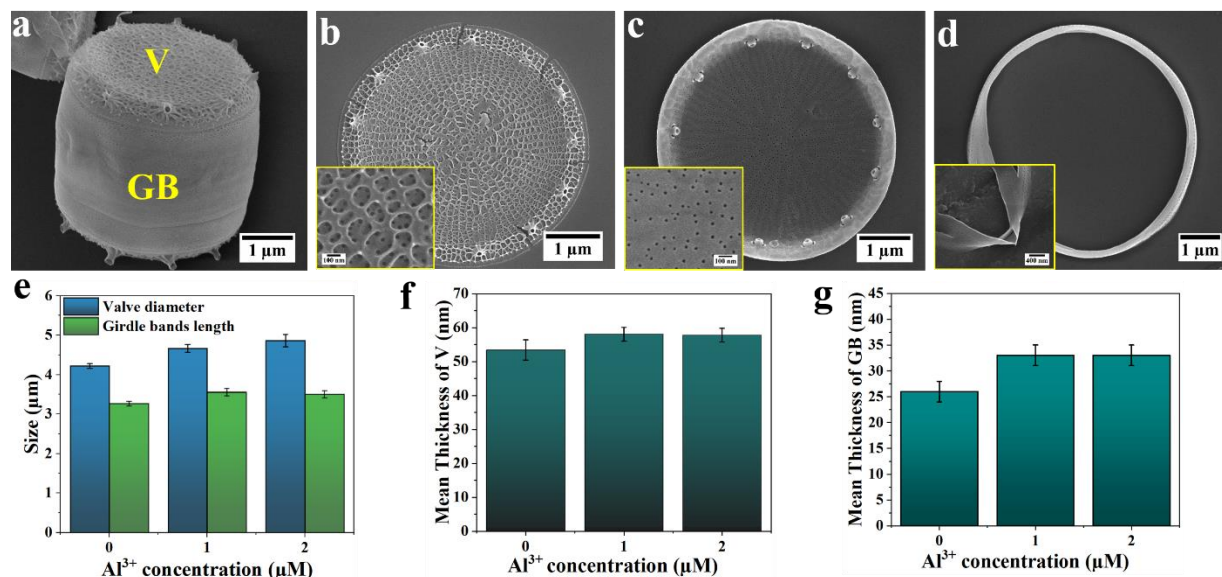 a
V
GB
1 µm
b
100 nm
1 µm
c
100 nm
1 µm
d
400 nm
1 µm
e
Size (µm)
6
5
4
3
2
1
0
Valve diameter
Girdle bands length
0 1 2
Al³⁺ concentration (µM)
f
Mean Thickness of V (nm)
70
60
50
40
30
20
10
0
0 1 2
Al³⁺ concentration (µM)
g
Mean Thickness of GB (nm)
45
40
35
30
25
20
15
10
5
0
0 1 2
Al³⁺ concentration (µM)